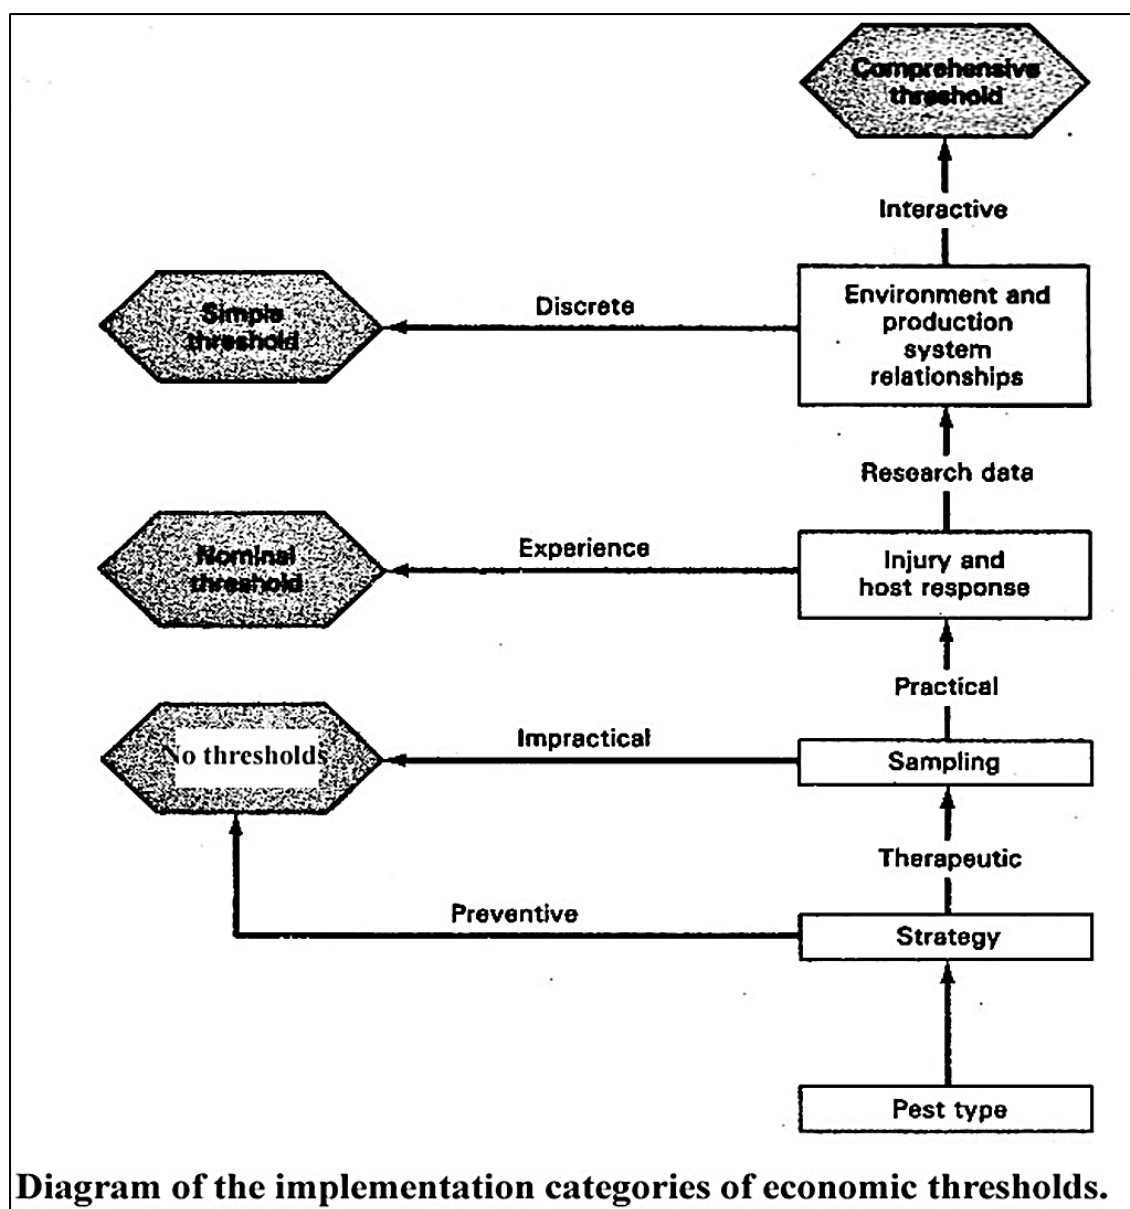 Comprehensive
threshold
Interactive
Environment and
production
system
relationships
Discrete
Simple
threshold
Research data
Injury and
host response
Experience
Nominal
threshold
Practical
Sampling
Impractical
No thresholds
Therapeutic
Strategy
Preventive
Pest type
Diagram of the implementation categories of economic thresholds.